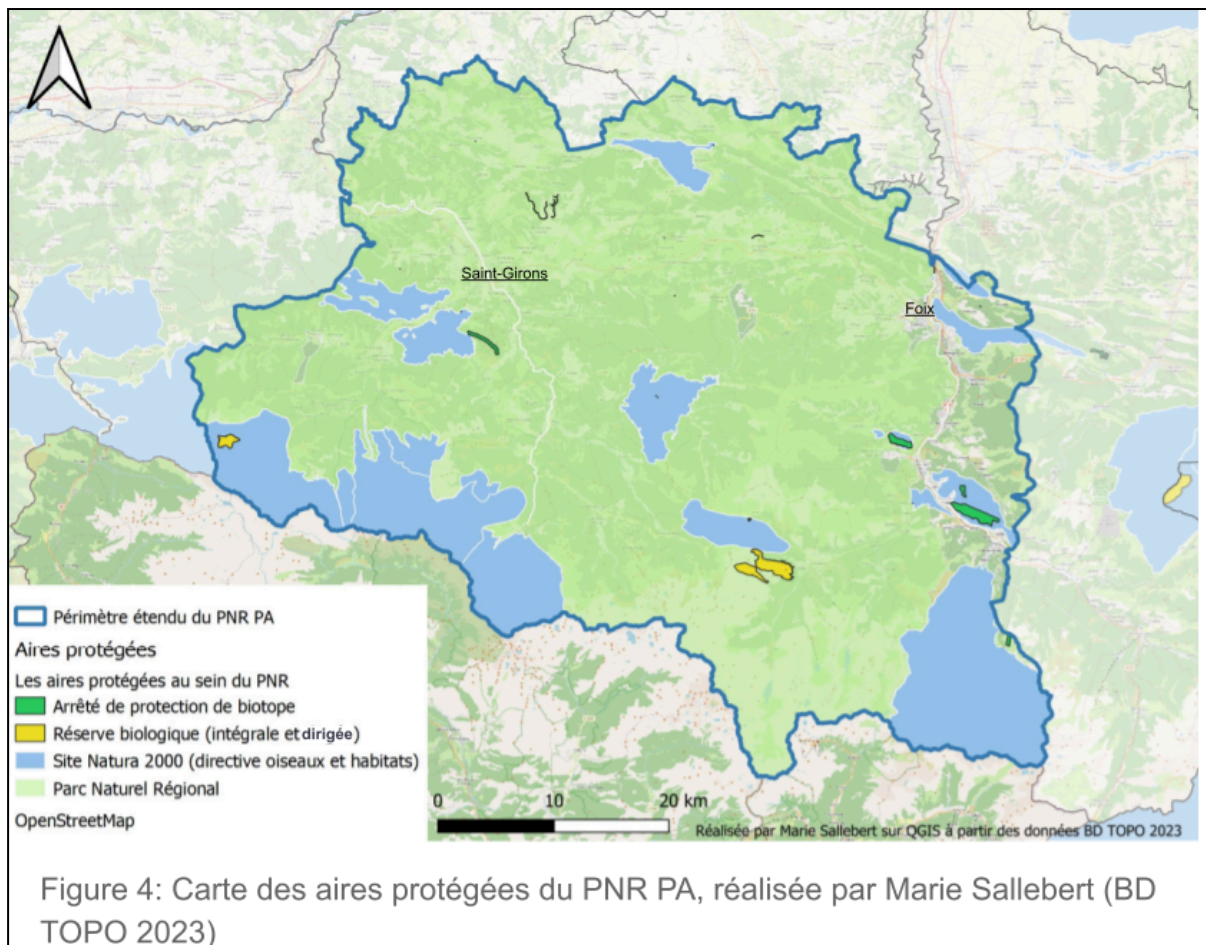 Saint-Girons
Foix
Périmètre étendu du PNR PA
Aires protégées
Les aires protégées au sein du PNR
Arrêté de protection de biotope
Réserve biologique (intégrale et dirigée)
Site Natura 2000 (directive oiseaux et habitats)
Parc Naturel Régional
OpenStreetMap
0 10 20 km
Réalisée par Marie Sallebert sur QGIS à partir des données BD TOPO 2023
Figure 4: Carte des aires protégées du PNR PA, réalisée par Marie Sallebert (BD
TOPO 2023)